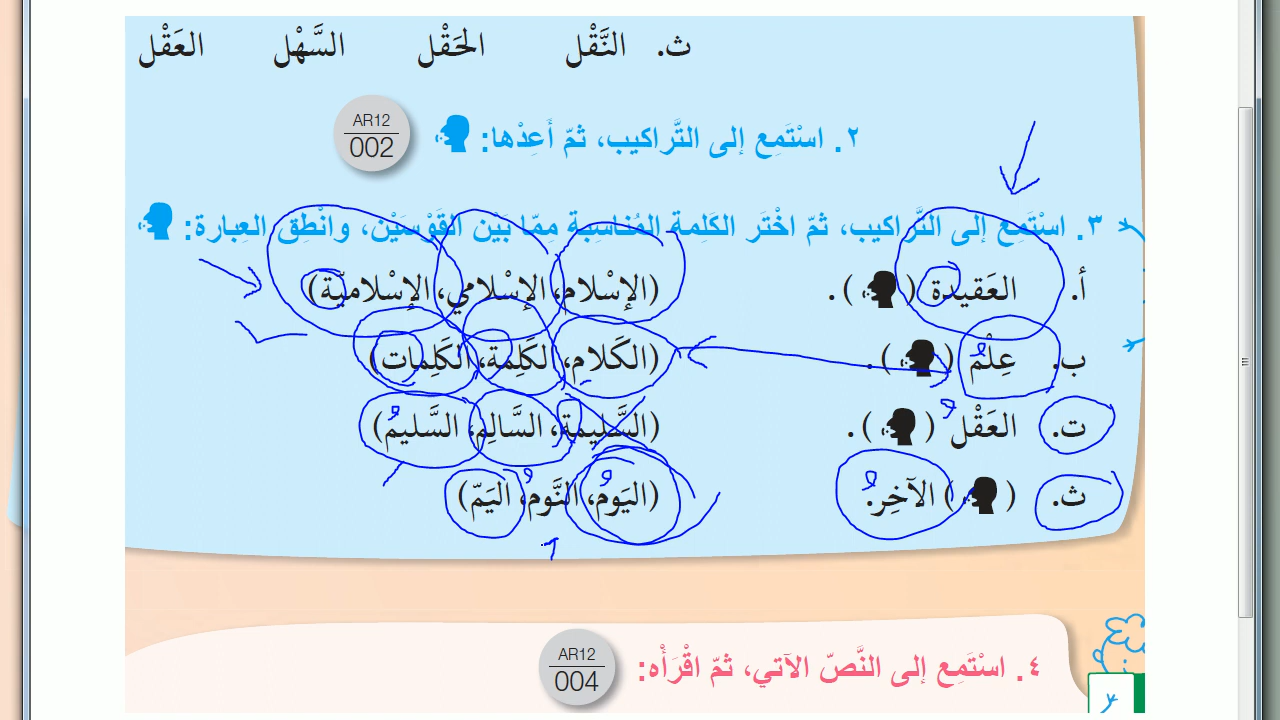 ث. النَّقْل الحَقْل السَّهْل العَقْل
٢. اسْتَمِع إلى التَّراكيب، ثمّ أَعِدْها:
AR12
002
٣. اسْتَمِع إلى التَّراكيب، ثمّ اخْتَر الكَلِمة المُناسِبة مِمّا بَيْن القَوْسَيْن، وانْطِق العِبارة:
أ. العَقيدة ( ). (الإسْلام، الإسْلامي، الإسْلاميّة)
ب. عِلْمُ ( ). (الكَلام، الكَلِمة، الكَلِمات)
ت. العَقْلُ ( ). (السَّليمة، السَّالِم، السَّليمُ)
ث. ( ) الآخِرُ. (اليَومُ، النَّومُ، اليَمّ)
٤. اسْتَمِع إلى النَّصّ الآتي، ثمّ اقْرَأْه:
AR12
004